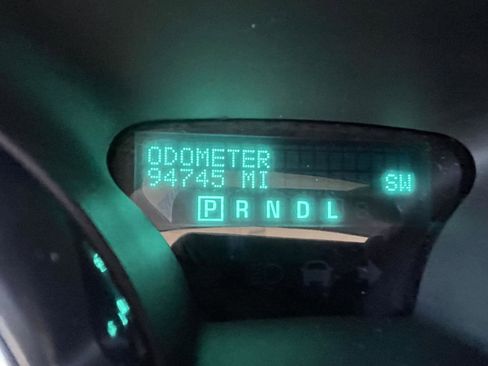 ODOMETER
94745 MI
SW
P R N D L